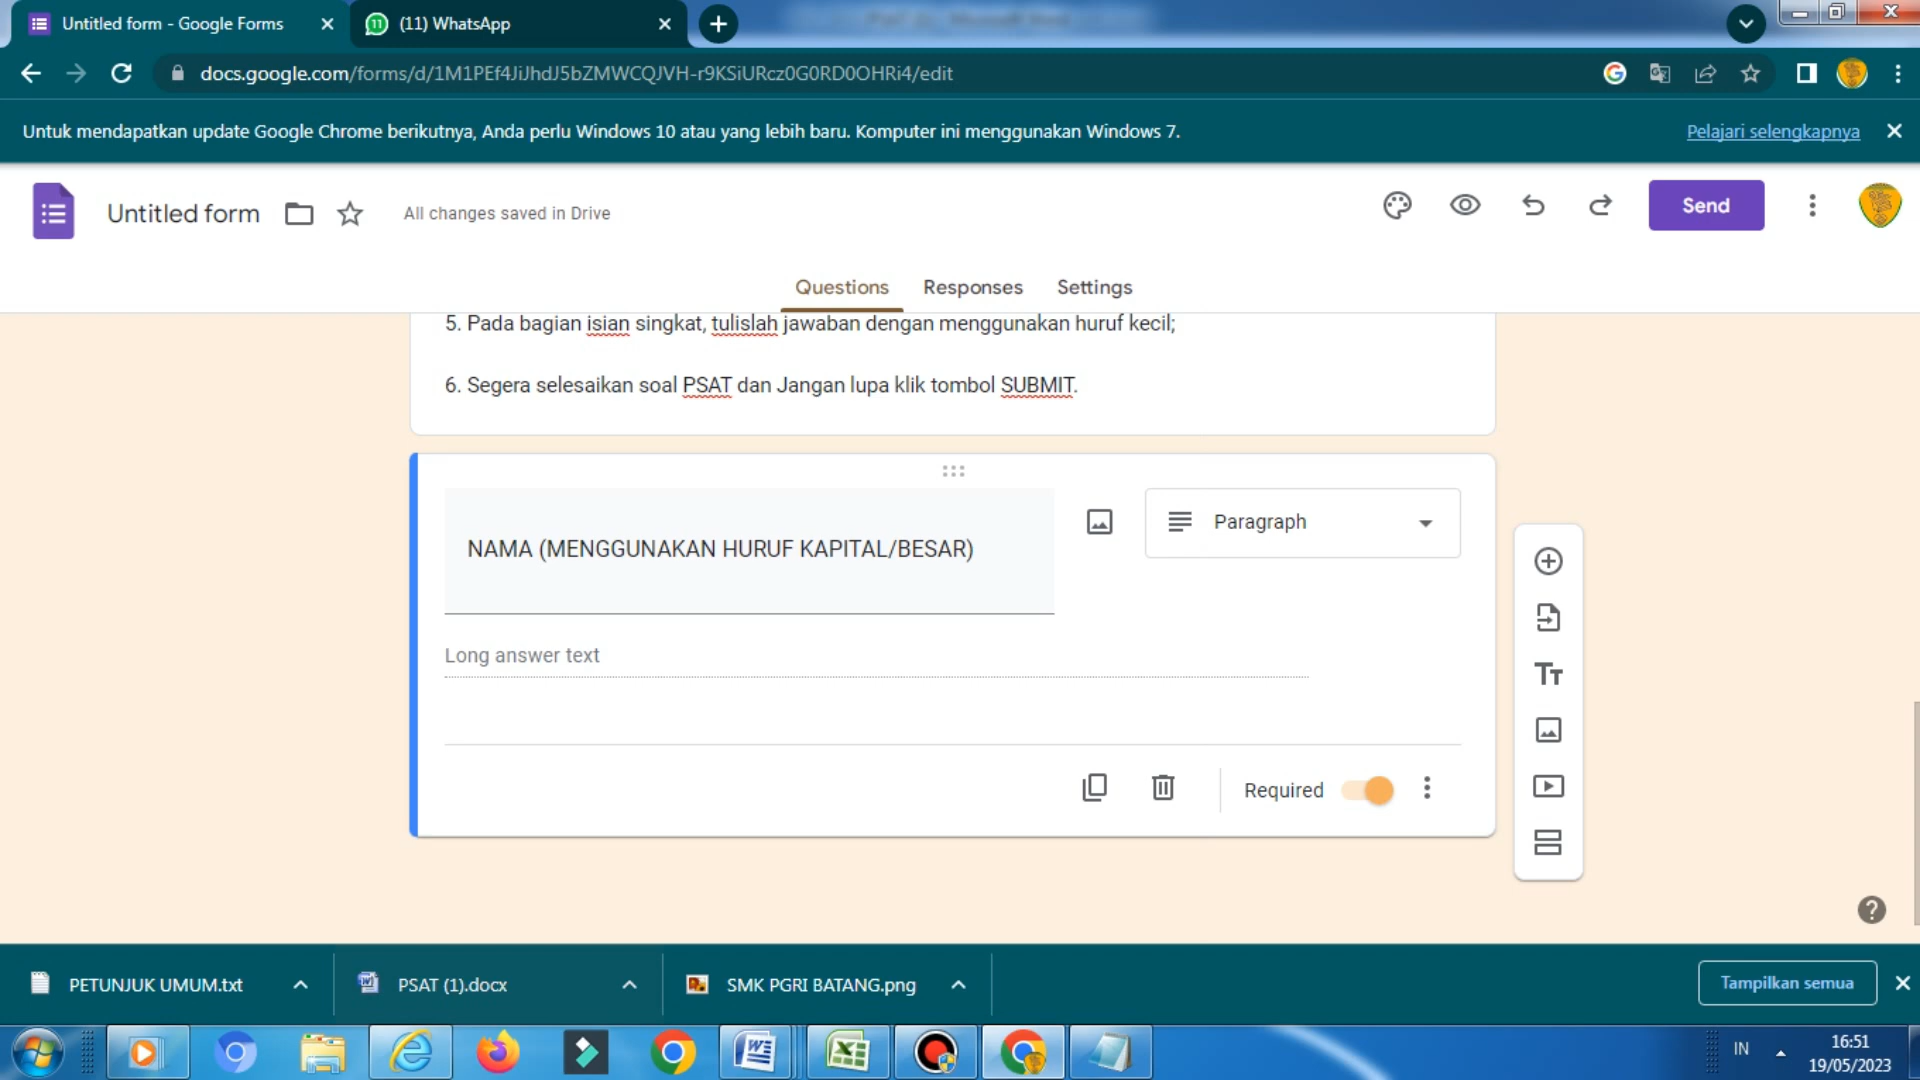 Untitled form - Google Forms
(11) WhatsApp
docs.google.com/forms/d/1M1PEf4JiJhdJ5bZMWCQJVH-r9KSiURcz0G0RD0OHRi4/edit
Untuk mendapatkan update Google Chrome berikutnya, Anda perlu Windows 10 atau yang lebih baru. Komputer ini menggunakan Windows 7.
Pelajari selengkapnya
Untitled form
All changes saved in Drive
Send
Questions
Responses
Settings
5. Pada bagian isian singkat, tulislah jawaban dengan menggunakan huruf kecil;
6. Segera selesaikan soal PSAT dan Jangan lupa klik tombol SUBMIT.
NAMA (MENGGUNAKAN HURUF KAPITAL/BESAR)
Paragraph
Long answer text
Required
PETUNJUK UMUM.txt
PSAT (1).docx
SMK PGRI BATANG.png
Tampilkan semua
IN
16:51
19/05/2023